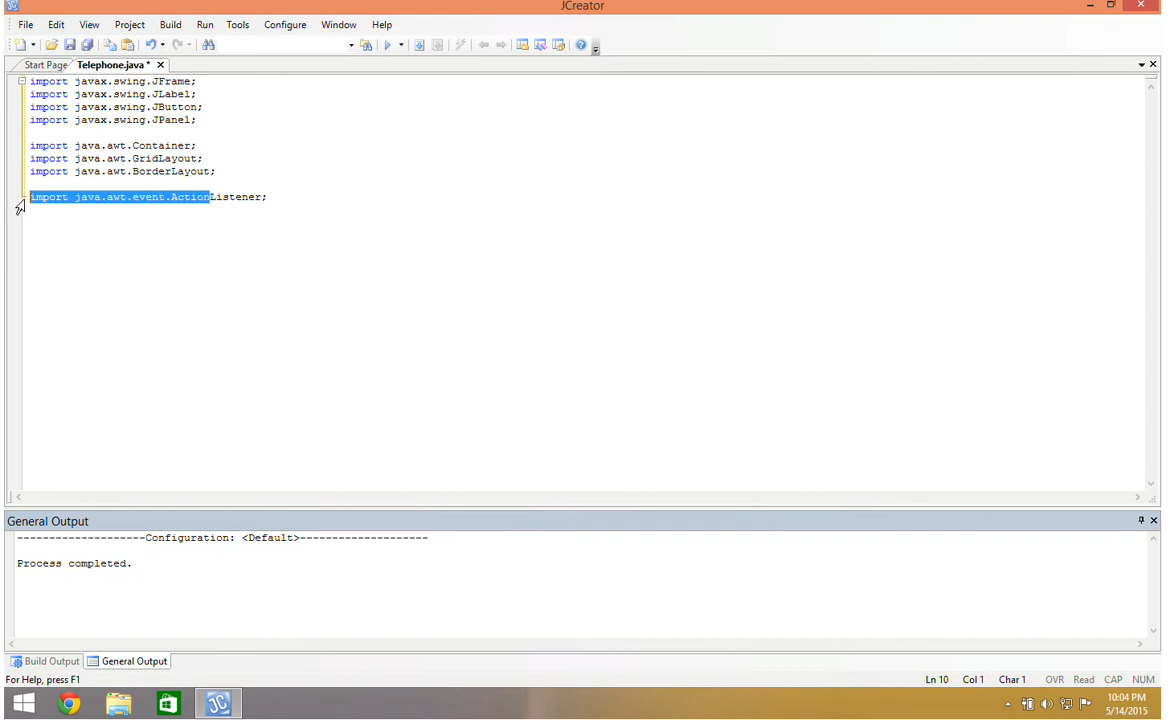 JCreator
File Edit View Project Build Run Tools Configure Window Help
Start Page Telephone.java *
import javax.swing.JFrame;
import javax.swing.JLabel;
import javax.swing.JButton;
import javax.swing.JPanel;
import java.awt.Container;
import java.awt.GridLayout;
import java.awt.BorderLayout;
import java.awt.event.ActionListener;
General Output
--------------------Configuration: <Default>--------------------
Process completed.
Build Output General Output
For Help, press F1 Ln 10 Col 1 Char 1 OVR Read CAP NUM
JC 10:04 PM
5/14/2015